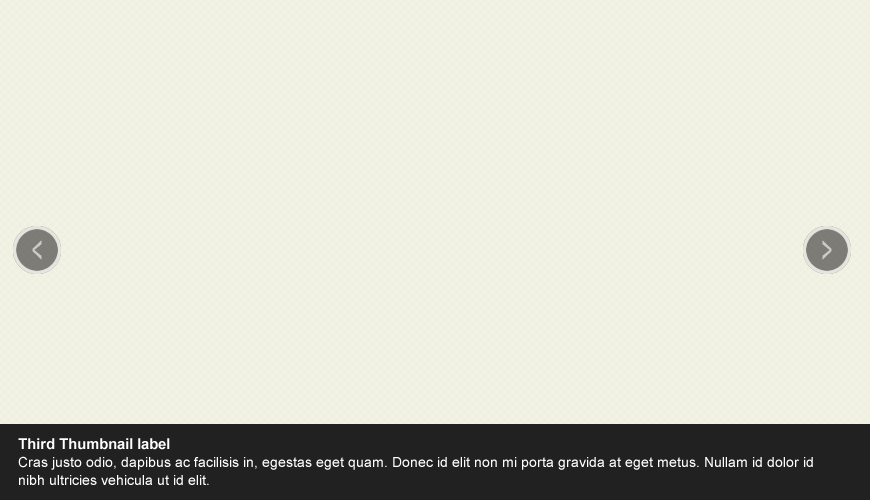 ‹
›
Third Thumbnail label
Cras justo odio, dapibus ac facilisis in, egestas eget quam. Donec id elit non mi porta gravida at eget metus. Nullam id dolor id
nibh ultricies vehicula ut id elit.